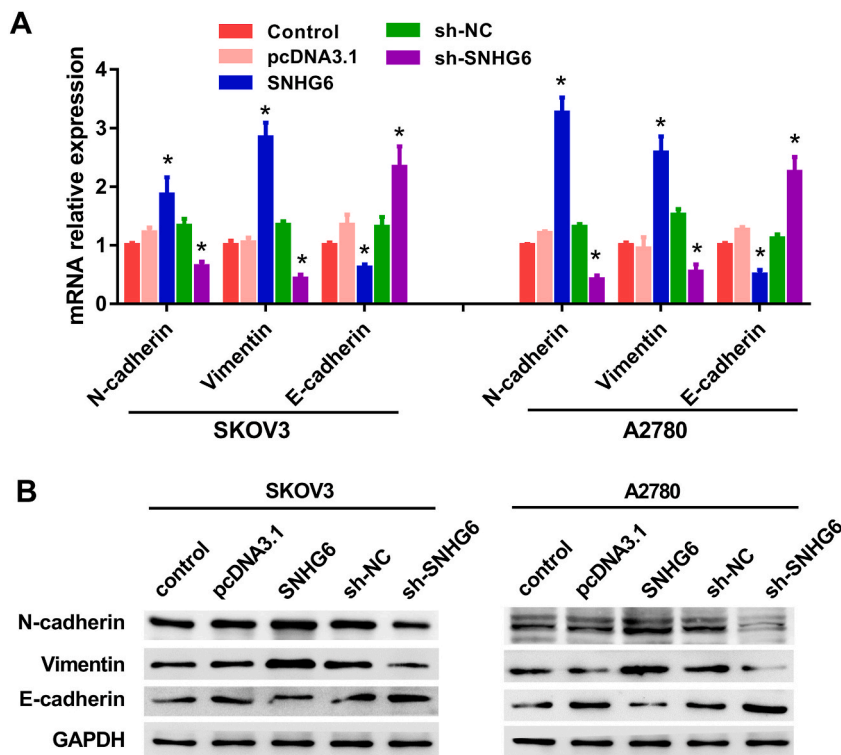 A
Control
pcDNA3.1
SNHG6
sh-NC
sh-SNHG6
mRNA relative expression
4
3
2
1
0
* * * * * *
* * * * * *
N-cadherin
Vimentin
E-cadherin
N-cadherin
Vimentin
E-cadherin
SKOV3
A2780
B
SKOV3
A2780
control
pcDNA3.1
SNHG6
sh-NC
sh-SNHG6
control
pcDNA3.1
SNHG6
sh-NC
sh-SNHG6
N-cadherin
Vimentin
E-cadherin
GAPDH